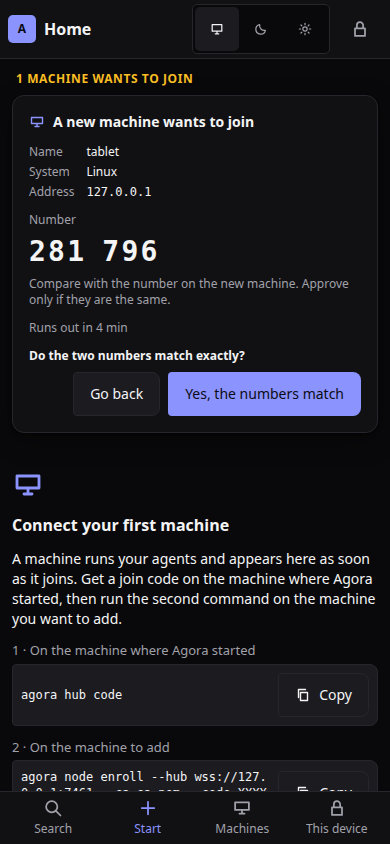 A Home
1 MACHINE WANTS TO JOIN
A new machine wants to join
Name tablet
System Linux
Address 127.0.0.1
Number
281 796
Compare with the number on the new machine. Approve
only if they are the same.
Runs out in 4 min
Do the two numbers match exactly?
Go back Yes, the numbers match
Connect your first machine
A machine runs your agents and appears here as soon
as it joins. Get a join code on the machine where Agora
started, then run the second command on the machine
you want to add.
1 · On the machine where Agora started
agora hub code Copy
2 · On the machine to add
agora node enroll --hub wss://127.
Search Start Machines This device